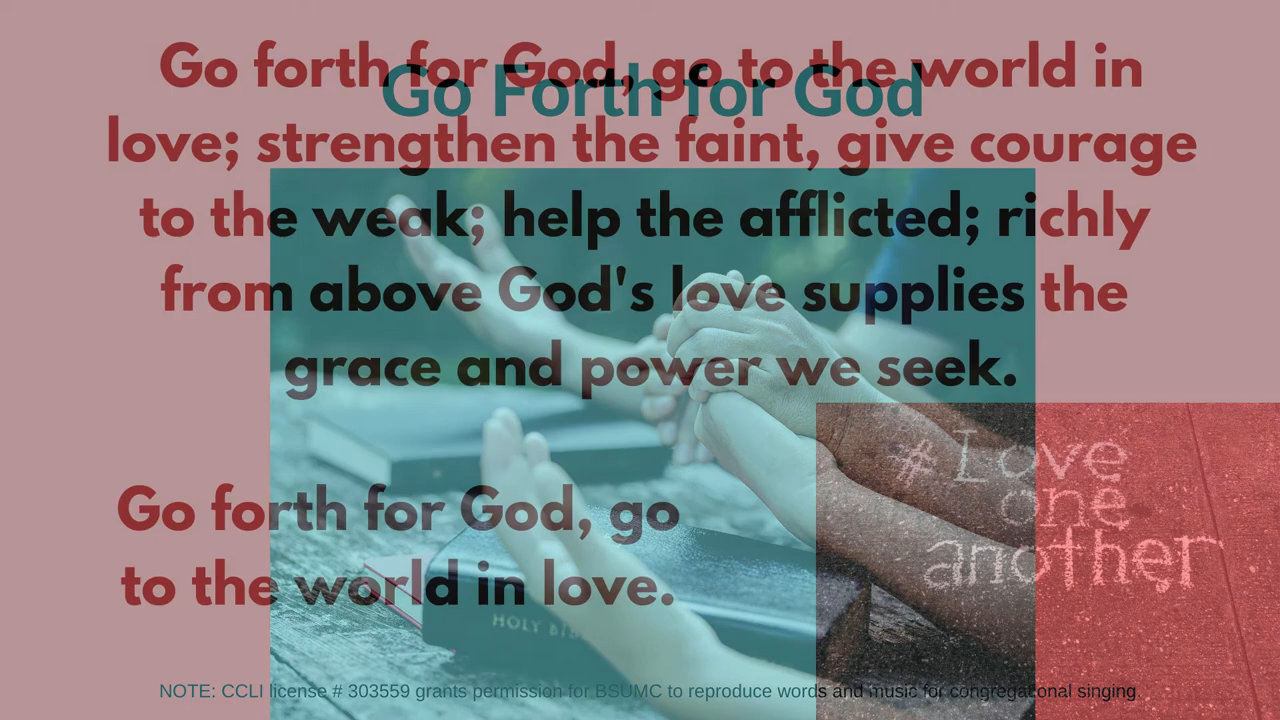 Go Forth for God
Go forth for God, go to the world in
love; strengthen the faint, give courage
to the weak; help the afflicted; richly
from above God's love supplies the
grace and power we seek.
# Love
one
another
Go forth for God, go
to the world in love.
HOLY BIB
NOTE: CCLI license # 303559 grants permission for BSUMC to reproduce words and music for congregational singing.